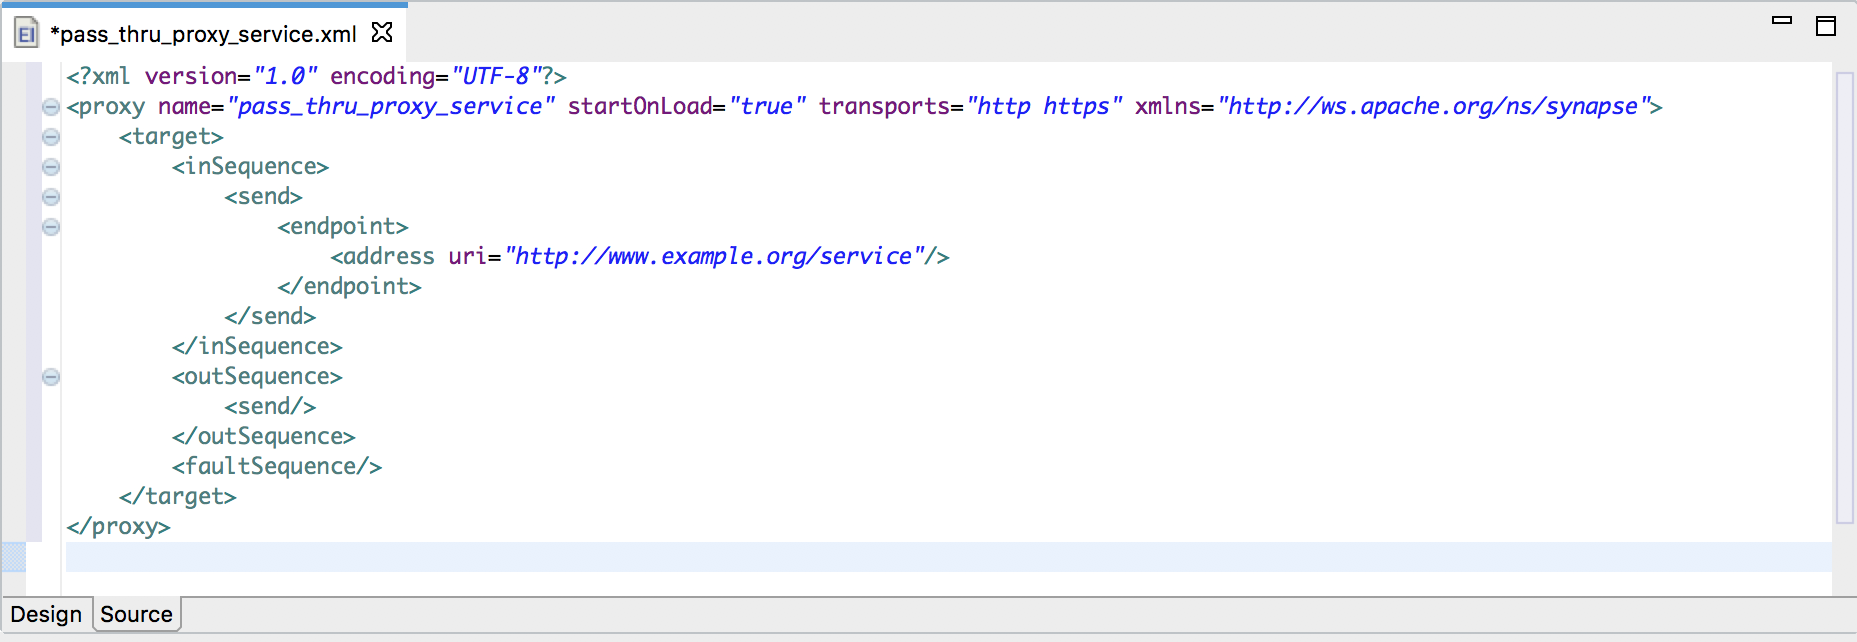 EI *pass_thru_proxy_service.xml
<?xml version="1.0" encoding="UTF-8"?>
<proxy name="pass_thru_proxy_service" startOnLoad="true" transports="http https" xmlns="http://ws.apache.org/ns/synapse">
    <target>
        <inSequence>
            <send>
                <endpoint>
                    <address uri="http://www.example.org/service"/>
                </endpoint>
            </send>
        </inSequence>
        <outSequence>
            <send/>
        </outSequence>
        <faultSequence/>
    </target>
</proxy>
Design Source